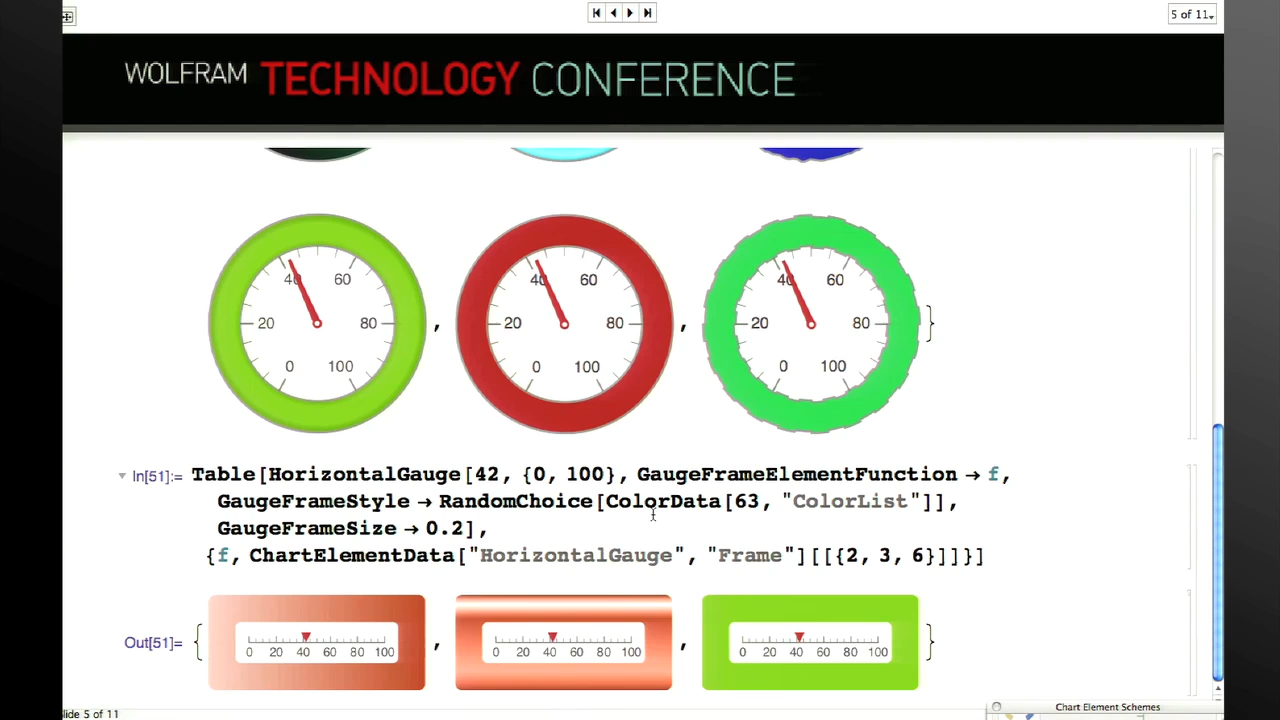 5 of 11
WOLFRAM TECHNOLOGY CONFERENCE
40 60 40 60 40 60
20 80 , 20 80 , 20 80 }
0 100 0 100 0 100
In[51]:= Table[HorizontalGauge[42, {0, 100}, GaugeFrameElementFunction → f,
GaugeFrameStyle → RandomChoice[ColorData[63, "ColorList"]],
GaugeFrameSize → 0.2],
{f, ChartElementData["HorizontalGauge", "Frame"][[{2, 3, 6}]]}]
Out[51]= { , , }
0 20 40 60 80 100 0 20 40 60 80 100 0 20 40 60 80 100
lide 5 of 11
Chart Element Schemes